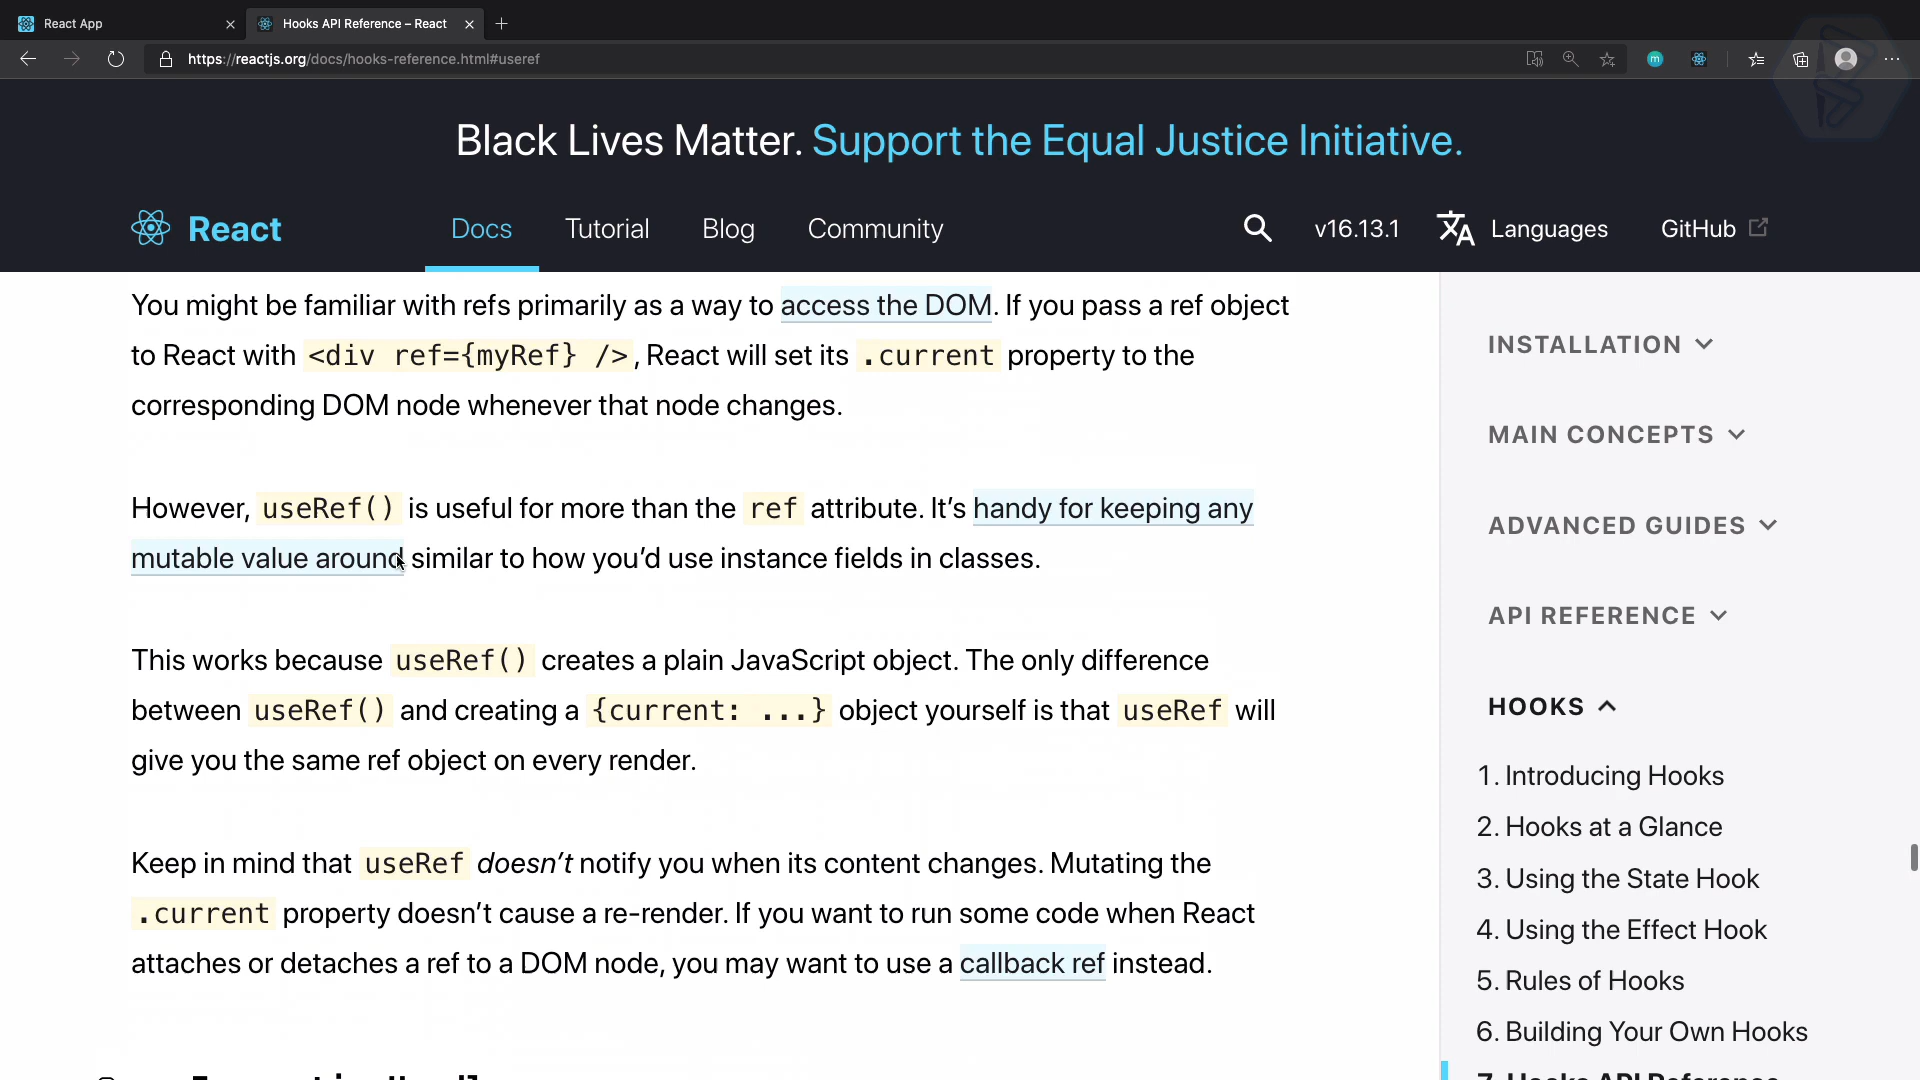 React App
Hooks API Reference – React
https://reactjs.org/docs/hooks-reference.html#useref
m
Black Lives Matter. Support the Equal Justice Initiative.
React
Docs
Tutorial
Blog
Community
v16.13.1
Languages
GitHub
You might be familiar with refs primarily as a way to access the DOM. If you pass a ref object
to React with <div ref={myRef} />, React will set its .current property to the
corresponding DOM node whenever that node changes.
However, useRef() is useful for more than the ref attribute. It’s handy for keeping any
mutable value around similar to how you’d use instance fields in classes.
This works because useRef() creates a plain JavaScript object. The only difference
between useRef() and creating a {current: ...} object yourself is that useRef will
give you the same ref object on every render.
Keep in mind that useRef doesn’t notify you when its content changes. Mutating the
.current property doesn’t cause a re-render. If you want to run some code when React
attaches or detaches a ref to a DOM node, you may want to use a callback ref instead.
INSTALLATION
MAIN CONCEPTS
ADVANCED GUIDES
API REFERENCE
HOOKS
1. Introducing Hooks
2. Hooks at a Glance
3. Using the State Hook
4. Using the Effect Hook
5. Rules of Hooks
6. Building Your Own Hooks
7. Hooks API Reference